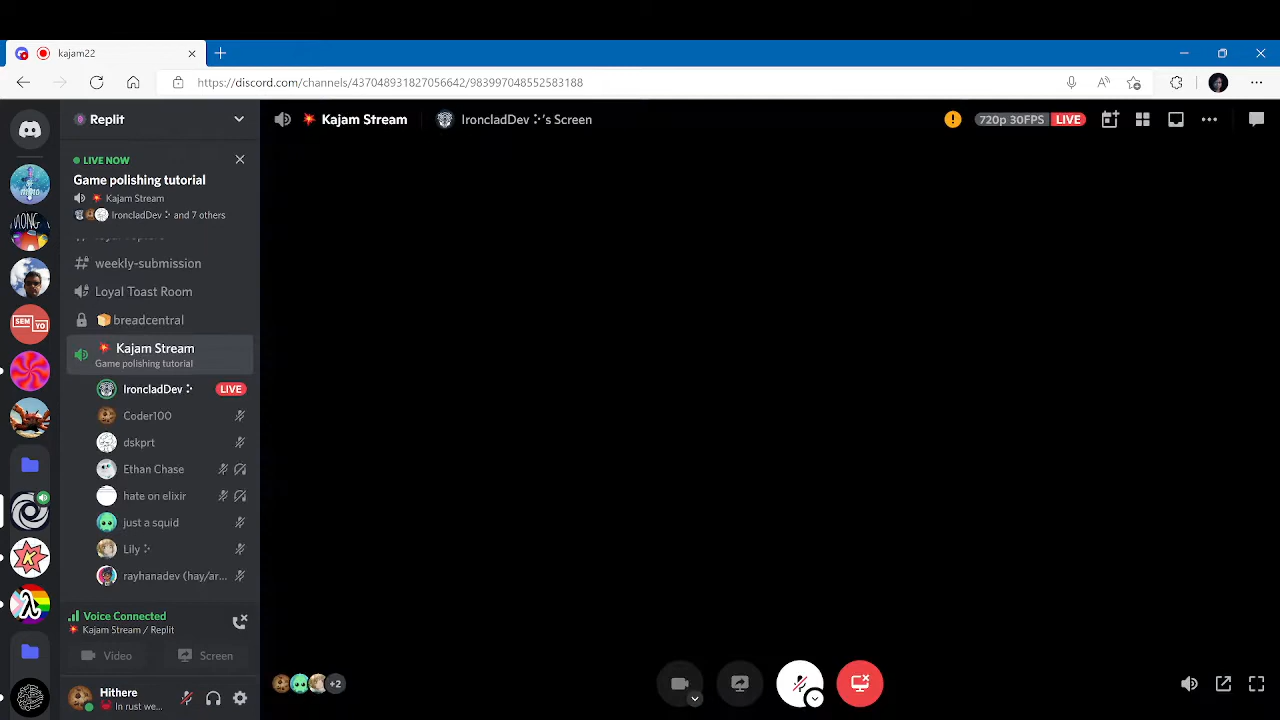 kajam22
https://discord.com/channels/437048931827056642/983997048552583188
Replit
Kajam Stream
IroncladDev჻'s Screen
720p 30FPS LIVE
LIVE NOW
Game polishing tutorial
Kajam Stream
IroncladDev჻ and 7 others
weekly-submission
Loyal Toast Room
breadcentral
Kajam Stream
Game polishing tutorial
IroncladDev჻ LIVE
Coder100
dskprt
Ethan Chase
hate on elixir
just a squid
Lily჻
rayhanadev (hay/ar...
Voice Connected
Kajam Stream / Replit
Video
Screen
Hithere
In rust we...
+2
MONG
SEM
YO
K